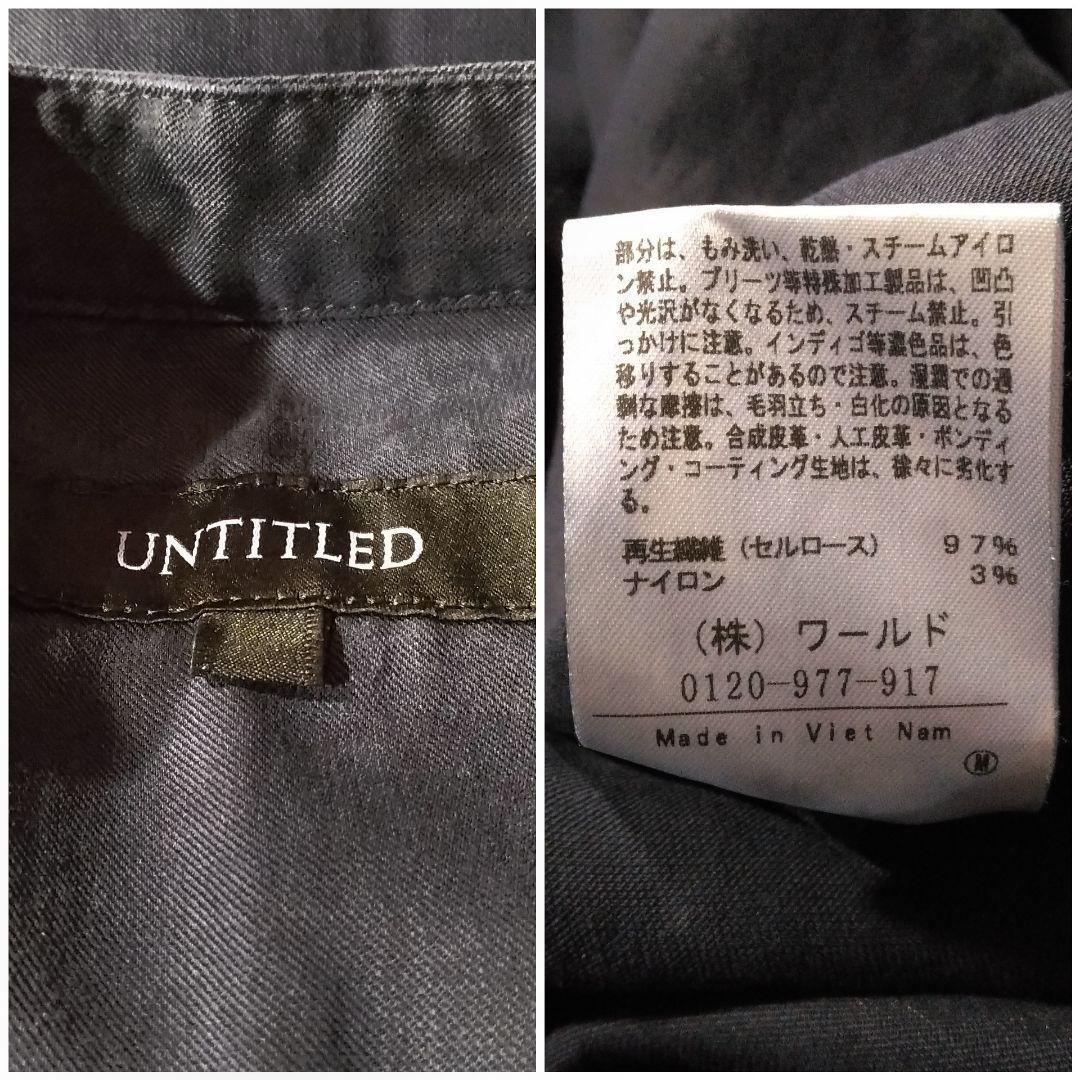 UNTITLED
部分は、もみ洗い、乾熱・スチームアイロ
ン禁止。プリーツ等特殊加工製品は、凹凸
や光沢がなくなるため、スチーム禁止。引
っかけに注意。インディゴ等濃色品は、色
移りすることがあるので注意。湿潤での過
剰な摩擦は、毛羽立ち・白化の原因となる
ため注意。合成皮革・人工皮革・ボンディ
ング・コーティング生地は、徐々に劣化す
る。
再生繊維（セルロース） 97%
ナイロン 3%
（株）ワールド
0120-977-917
Made in Viet Nam
M